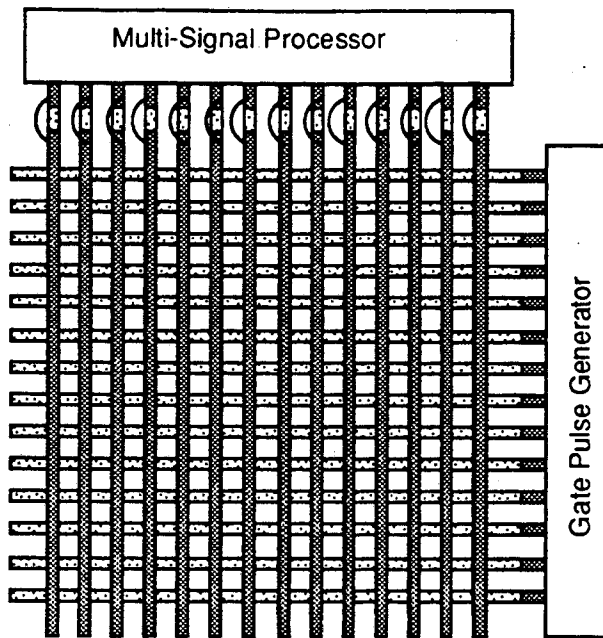 Multi-Signal Processor
Gate Pulse Generator